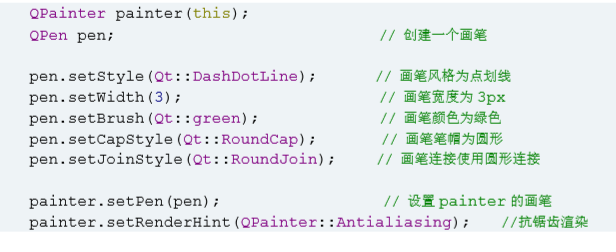 QPainter painter(this);
QPen pen; // 创建一个画笔
pen.setStyle(Qt::DashDotLine); // 画笔风格为点划线
pen.setWidth(3); // 画笔宽度为 3px
pen.setBrush(Qt::green); // 画笔颜色为绿色
pen.setCapStyle(Qt::RoundCap); // 画笔笔帽为圆形
pen.setJoinStyle(Qt::RoundJoin); // 画笔连接使用圆形连接
painter.setPen(pen); // 设置 painter 的画笔
painter.setRenderHint(QPainter::Antialiasing); //抗锯齿渲染